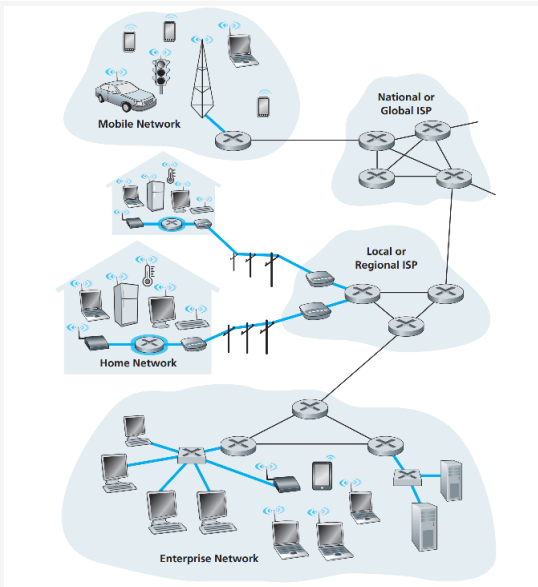 Mobile Network
National or
Global ISP
Local or
Regional ISP
Home Network
Enterprise Network